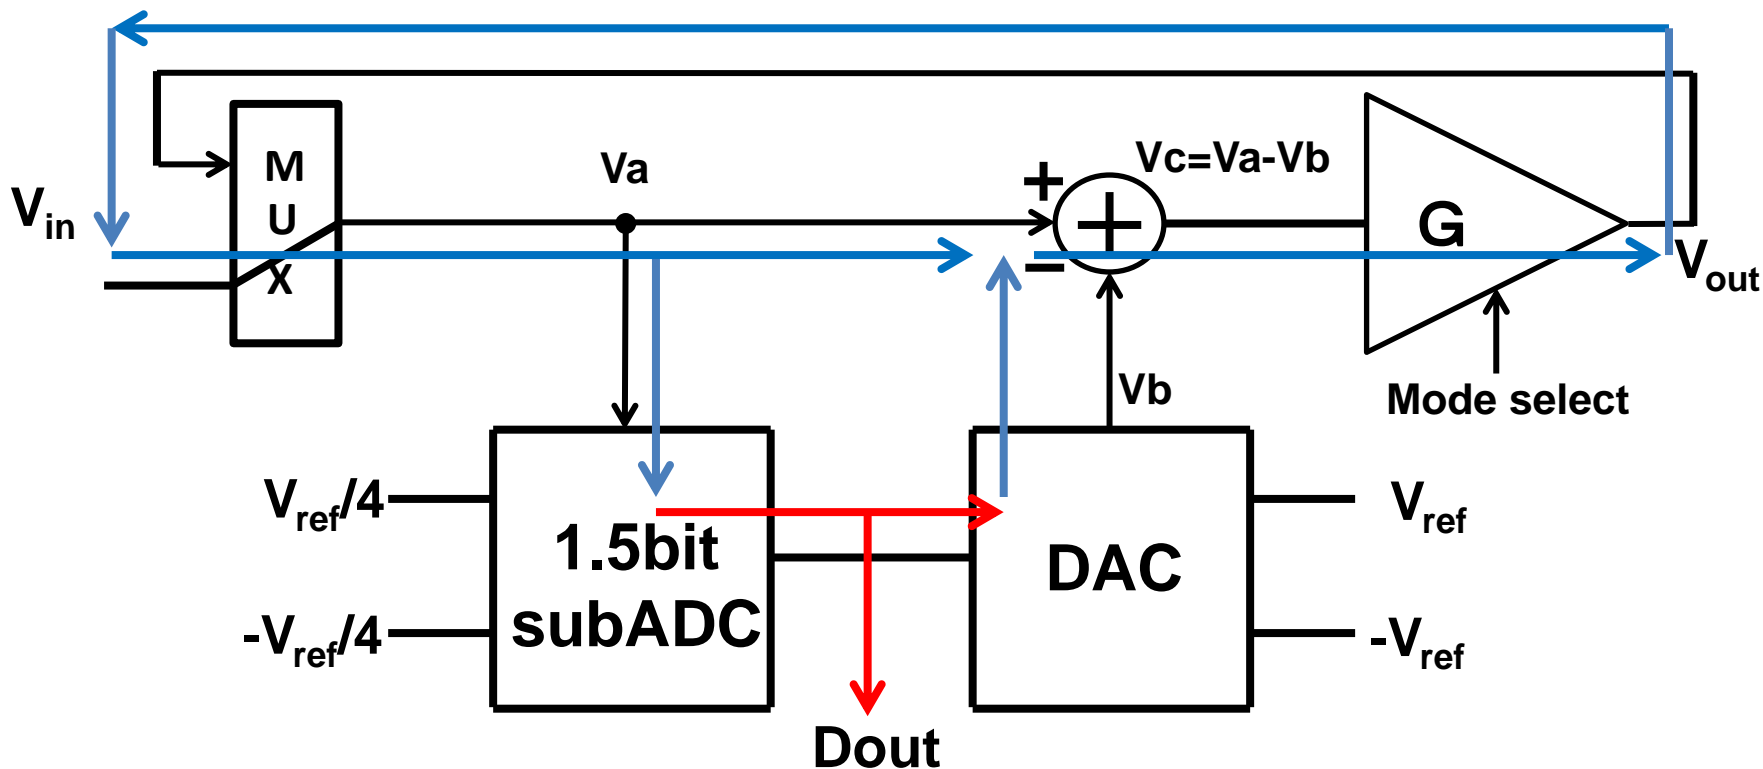 M
U
X
Vin
Va
+
−
Vc=Va-Vb
G
Vout
Mode select
Vb
Vref/4
-Vref/4
1.5bit
subADC
DAC
Vref
-Vref
Dout